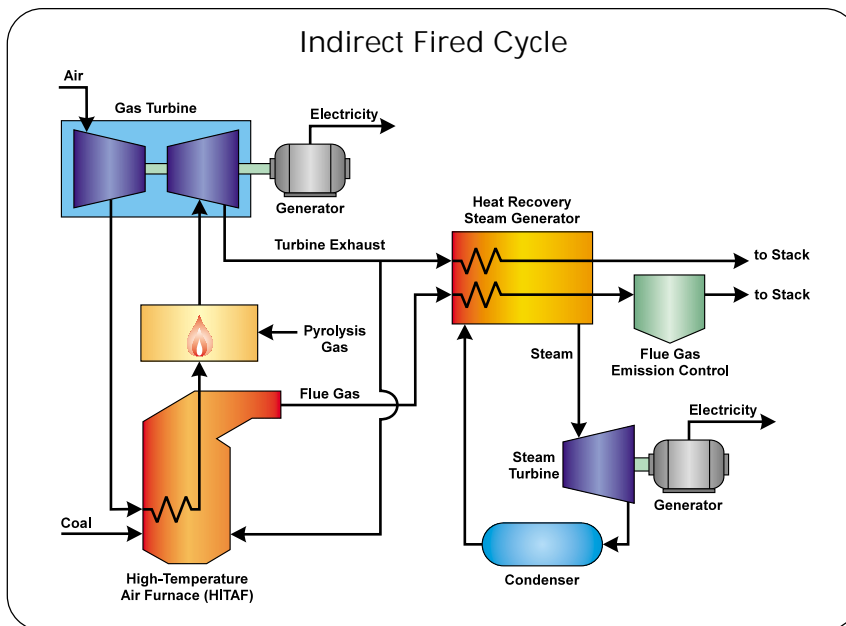 Indirect Fired Cycle
Air
Gas Turbine
Electricity
Generator
Heat Recovery
Steam Generator
Turbine Exhaust
to Stack
to Stack
Pyrolysis
Gas
Steam
Flue Gas
Emission Control
Flue Gas
Electricity
Steam
Turbine
Generator
Coal
High-Temperature
Air Furnace (HITAF)
Condenser